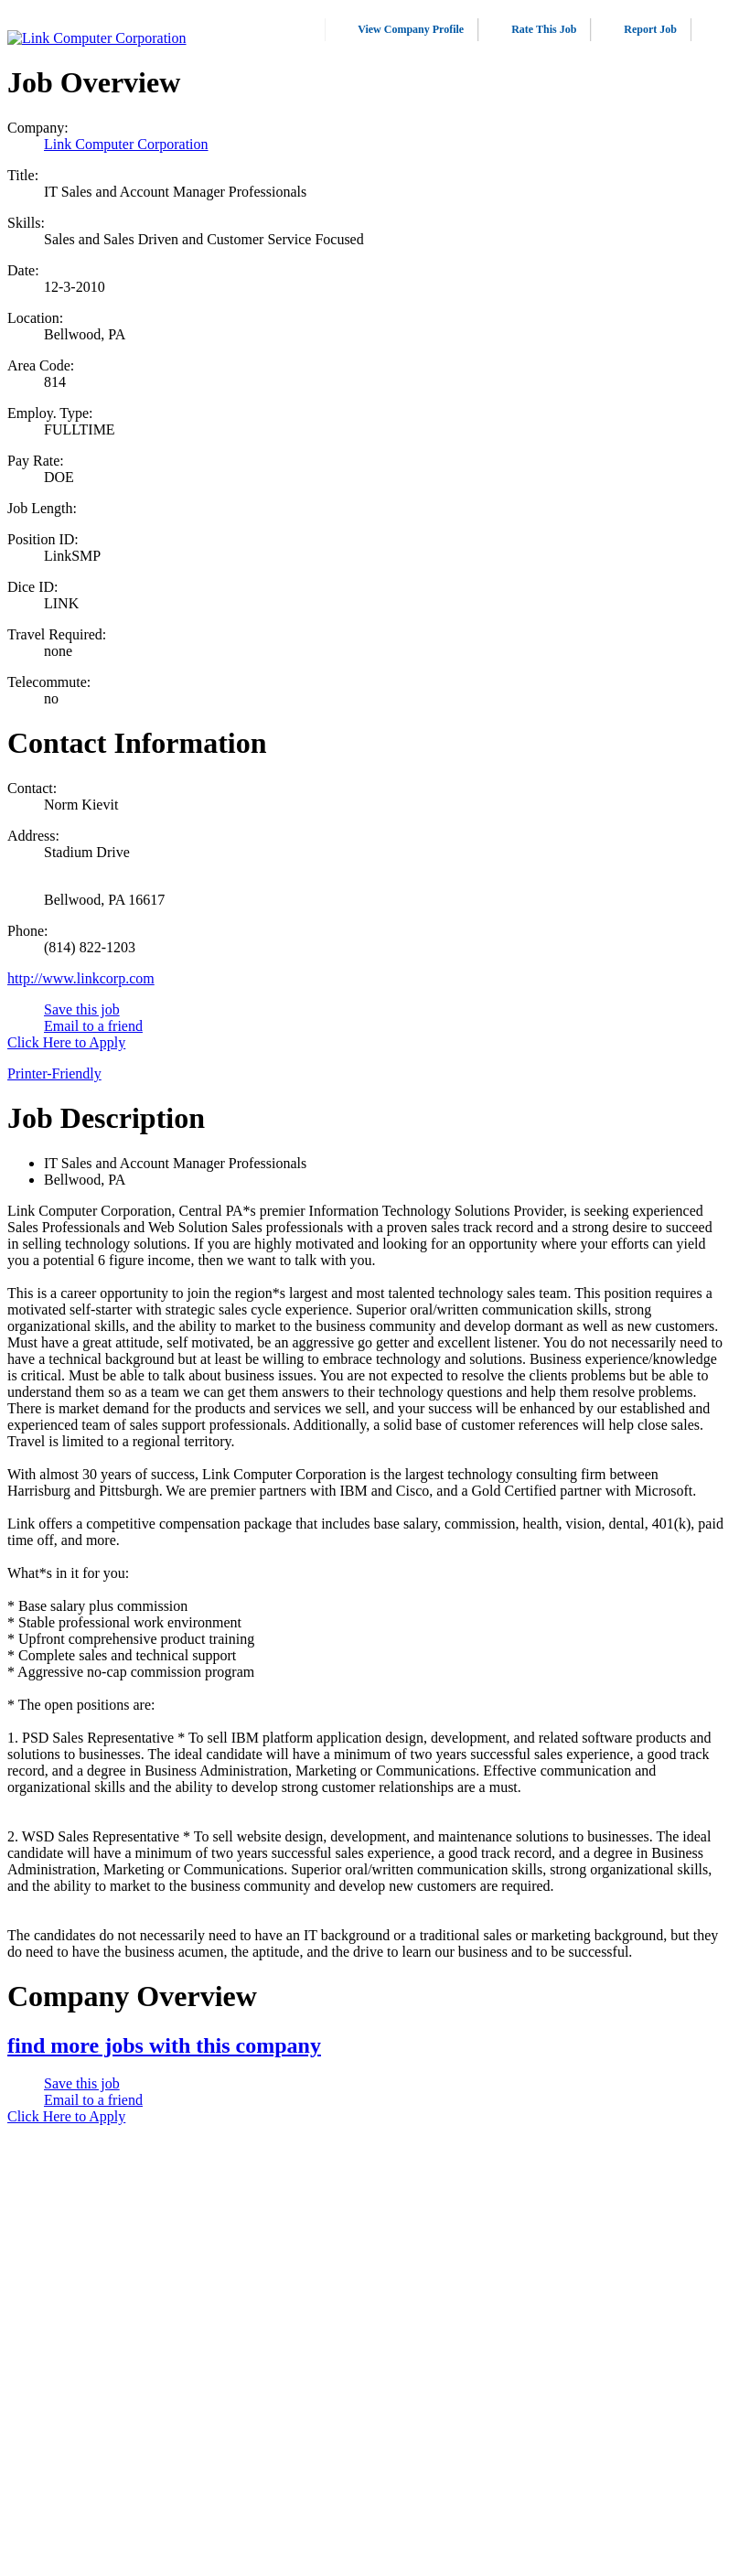 Link Computer Corporation
View Company Profile
Rate This Job
Report Job
Job Overview
Company:
Link Computer Corporation
Title:
IT Sales and Account Manager Professionals
Skills:
Sales and Sales Driven and Customer Service Focused
Date:
12-3-2010
Location:
Bellwood, PA
Area Code:
814
Employ. Type:
FULLTIME
Pay Rate:
DOE
Job Length:
Position ID:
LinkSMP
Dice ID:
LINK
Travel Required:
none
Telecommute:
no
Contact Information
Contact:
Norm Kievit
Address:
Stadium Drive
Bellwood, PA 16617
Phone:
(814) 822-1203
http://www.linkcorp.com
Save this job
Email to a friend
Click Here to Apply
Printer-Friendly
Job Description
• IT Sales and Account Manager Professionals
• Bellwood, PA
Link Computer Corporation, Central PA*s premier Information Technology Solutions Provider, is seeking experienced
Sales Professionals and Web Solution Sales professionals with a proven sales track record and a strong desire to succeed
in selling technology solutions. If you are highly motivated and looking for an opportunity where your efforts can yield
you a potential 6 figure income, then we want to talk with you.
This is a career opportunity to join the region*s largest and most talented technology sales team. This position requires a
motivated self-starter with strategic sales cycle experience. Superior oral/written communication skills, strong
organizational skills, and the ability to market to the business community and develop dormant as well as new customers.
Must have a great attitude, self motivated, be an aggressive go getter and excellent listener. You do not necessarily need to
have a technical background but at least be willing to embrace technology and solutions. Business experience/knowledge
is critical. Must be able to talk about business issues. You are not expected to resolve the clients problems but be able to
understand them so as a team we can get them answers to their technology questions and help them resolve problems.
There is market demand for the products and services we sell, and your success will be enhanced by our established and
experienced team of sales support professionals. Additionally, a solid base of customer references will help close sales.
Travel is limited to a regional territory.
With almost 30 years of success, Link Computer Corporation is the largest technology consulting firm between
Harrisburg and Pittsburgh. We are premier partners with IBM and Cisco, and a Gold Certified partner with Microsoft.
Link offers a competitive compensation package that includes base salary, commission, health, vision, dental, 401(k), paid
time off, and more.
What*s in it for you:
* Base salary plus commission
* Stable professional work environment
* Upfront comprehensive product training
* Complete sales and technical support
* Aggressive no-cap commission program
* The open positions are:
1. PSD Sales Representative * To sell IBM platform application design, development, and related software products and
solutions to businesses. The ideal candidate will have a minimum of two years successful sales experience, a good track
record, and a degree in Business Administration, Marketing or Communications. Effective communication and
organizational skills and the ability to develop strong customer relationships are a must.
2. WSD Sales Representative * To sell website design, development, and maintenance solutions to businesses. The ideal
candidate will have a minimum of two years successful sales experience, a good track record, and a degree in Business
Administration, Marketing or Communications. Superior oral/written communication skills, strong organizational skills,
and the ability to market to the business community and develop new customers are required.
The candidates do not necessarily need to have an IT background or a traditional sales or marketing background, but they
do need to have the business acumen, the aptitude, and the drive to learn our business and to be successful.
Company Overview
find more jobs with this company
Save this job
Email to a friend
Click Here to Apply